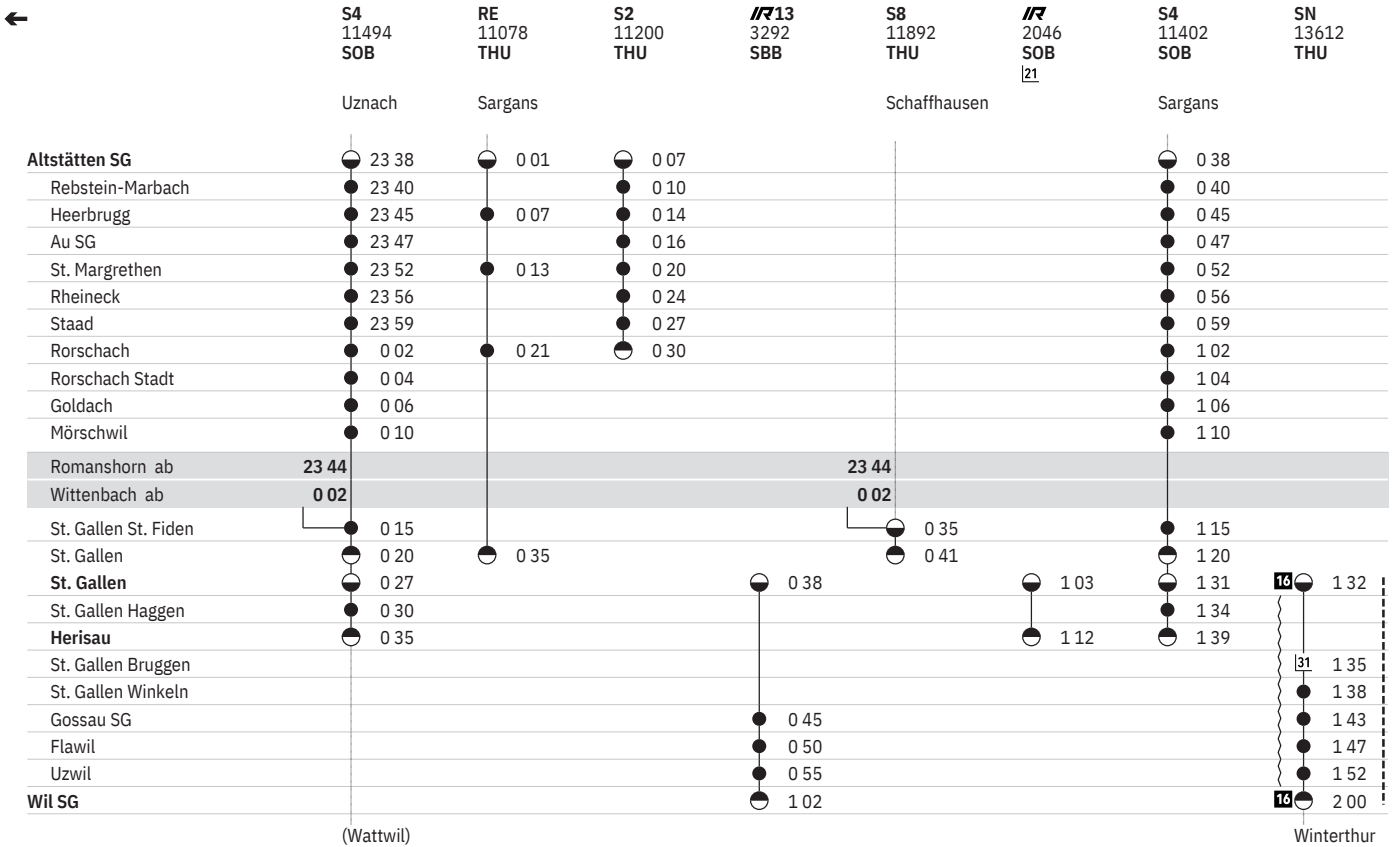 S4 RE S2 IR13 S8 IR S4 SN
11494 11078 11200 3292 11892 2046 11402 13612
SOB THU THU SBB THU SOB SOB THU
21
Uznach Sargans Schaffhausen Sargans
Altstätten SG 23 38 0 01 0 07 0 38
Rebstein-Marbach 23 40 0 10 0 40
Heerbrugg 23 45 0 07 0 14 0 45
Au SG 23 47 0 16 0 47
St. Margrethen 23 52 0 13 0 20 0 52
Rheineck 23 56 0 24 0 56
Staad 23 59 0 27 0 59
Rorschach 0 02 0 21 0 30 1 02
Rorschach Stadt 0 04 1 04
Goldach 0 06 1 06
Mörschwil 0 10 1 10
Romanshorn ab 23 44 23 44
Wittenbach ab 0 02 0 02
St. Gallen St. Fiden 0 15 0 35 1 15
St. Gallen 0 20 0 35 0 41 1 20
St. Gallen 0 27 0 38 1 03 1 31 16 1 32
St. Gallen Haggen 0 30 1 34
Herisau 0 35 1 12 1 39
St. Gallen Bruggen 31 1 35
St. Gallen Winkeln 1 38
Gossau SG 0 45 1 43
Flawil 0 50 1 47
Uzwil 0 55 1 52
Wil SG 1 02 16 2 00
(Wattwil) Winterthur